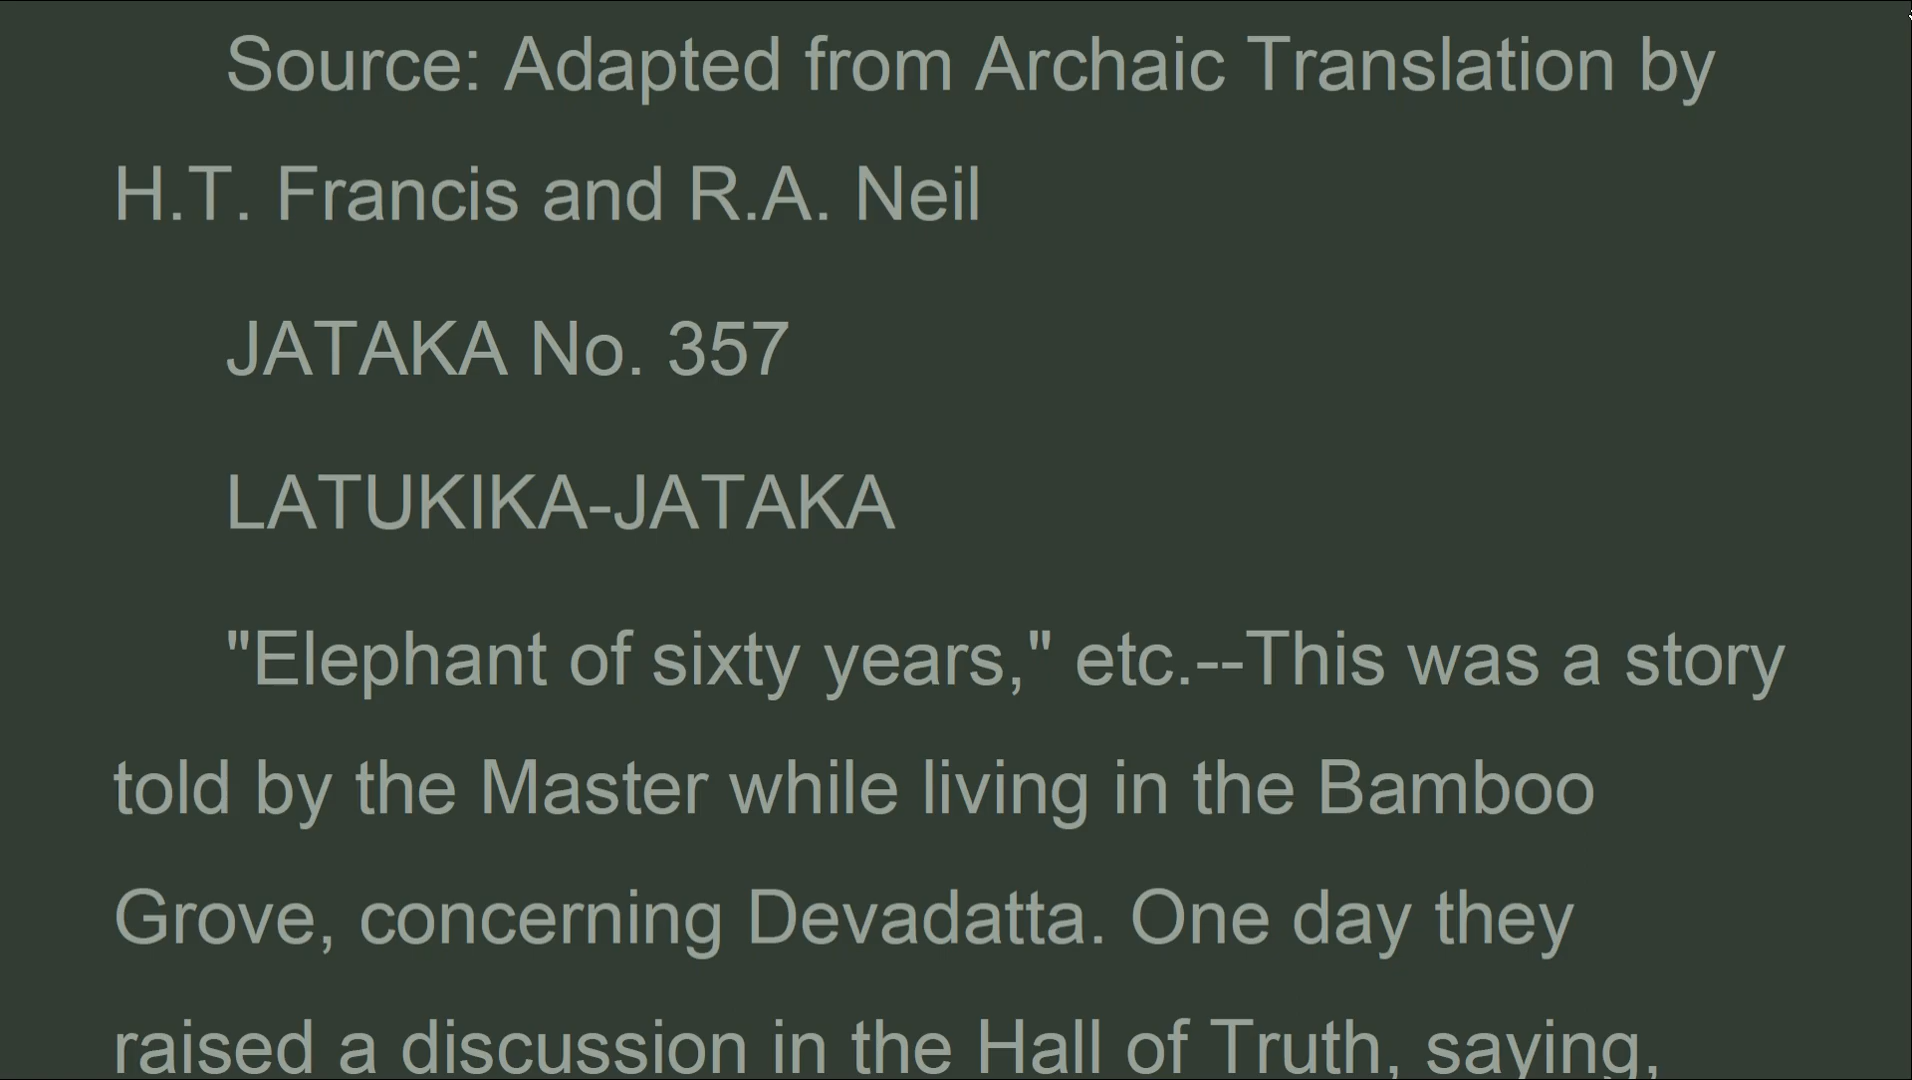 Source: Adapted from Archaic Translation by
H.T. Francis and R.A. Neil
JATAKA No. 357
LATUKIKA-JATAKA
"Elephant of sixty years," etc.--This was a story
told by the Master while living in the Bamboo
Grove, concerning Devadatta. One day they
raised a discussion in the Hall of Truth, saying,